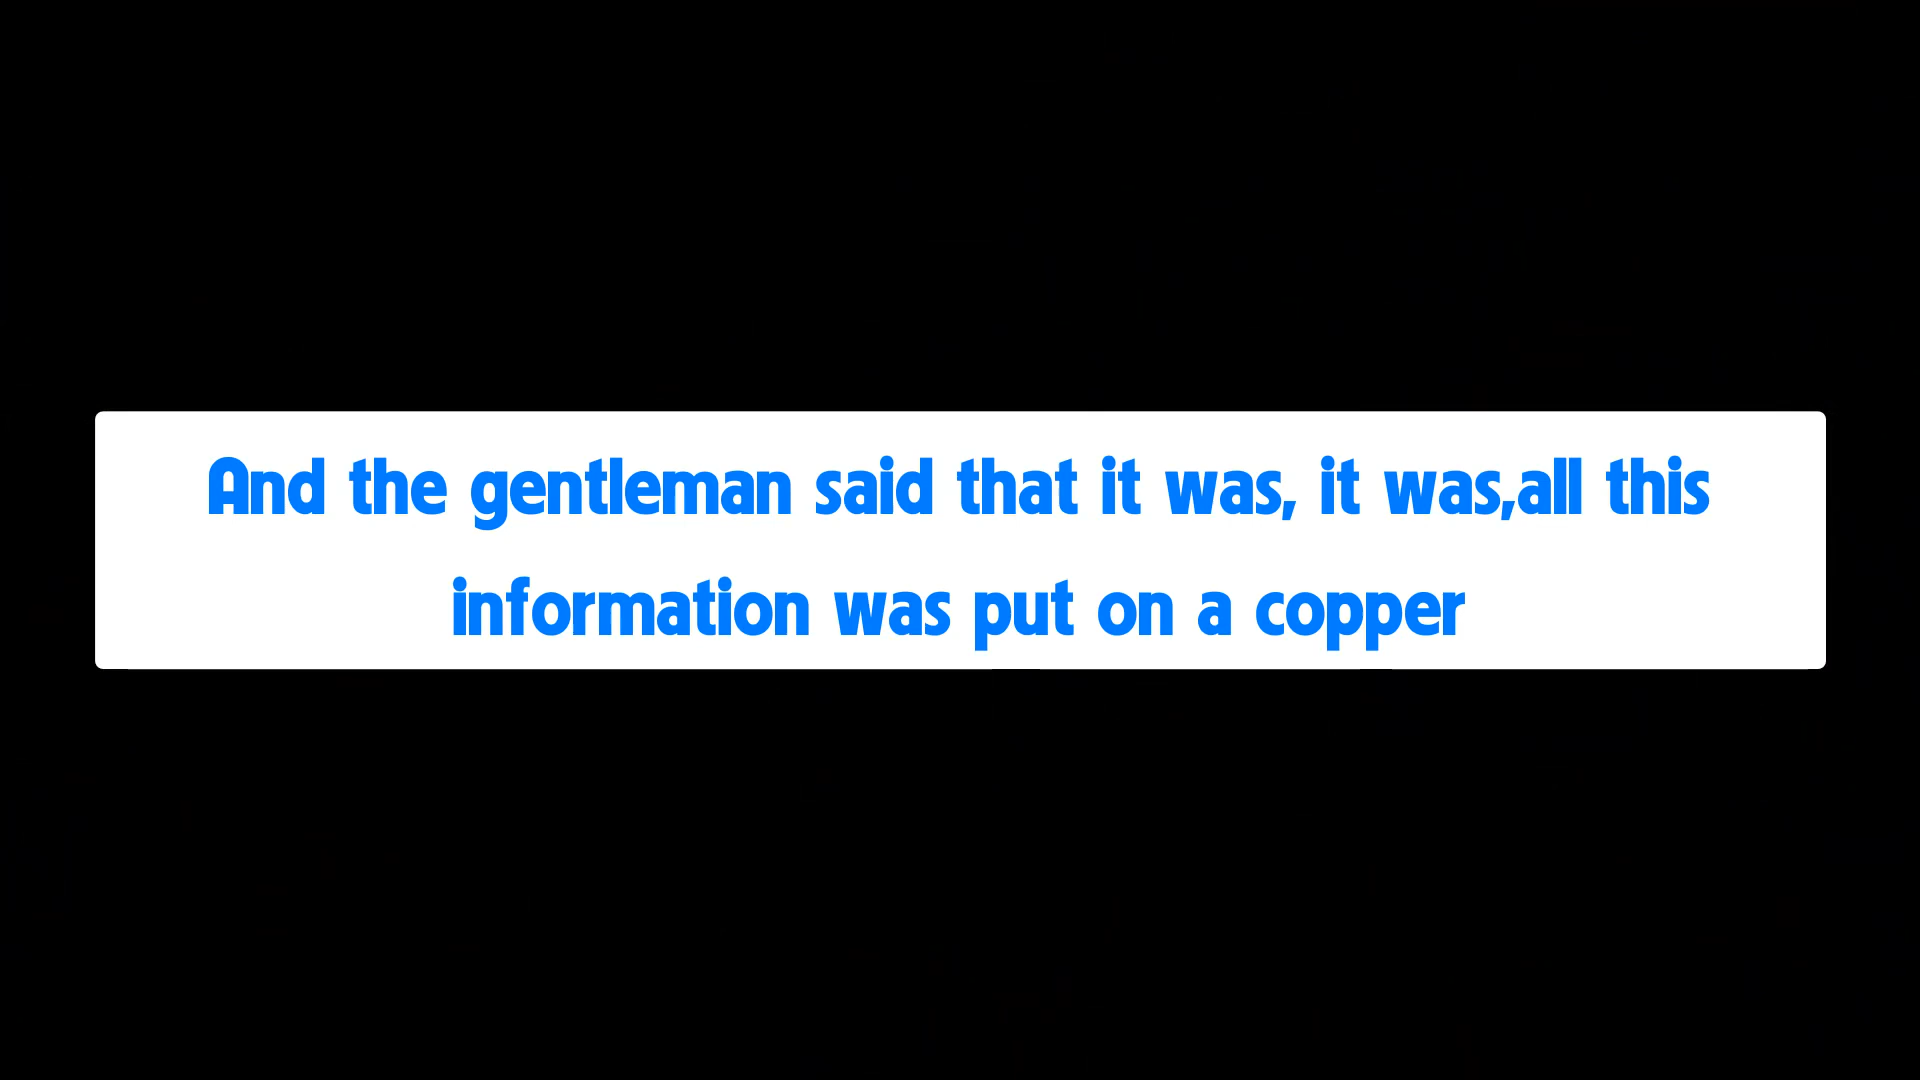 And the gentleman said that it was, it was,all this
information was put on a copper